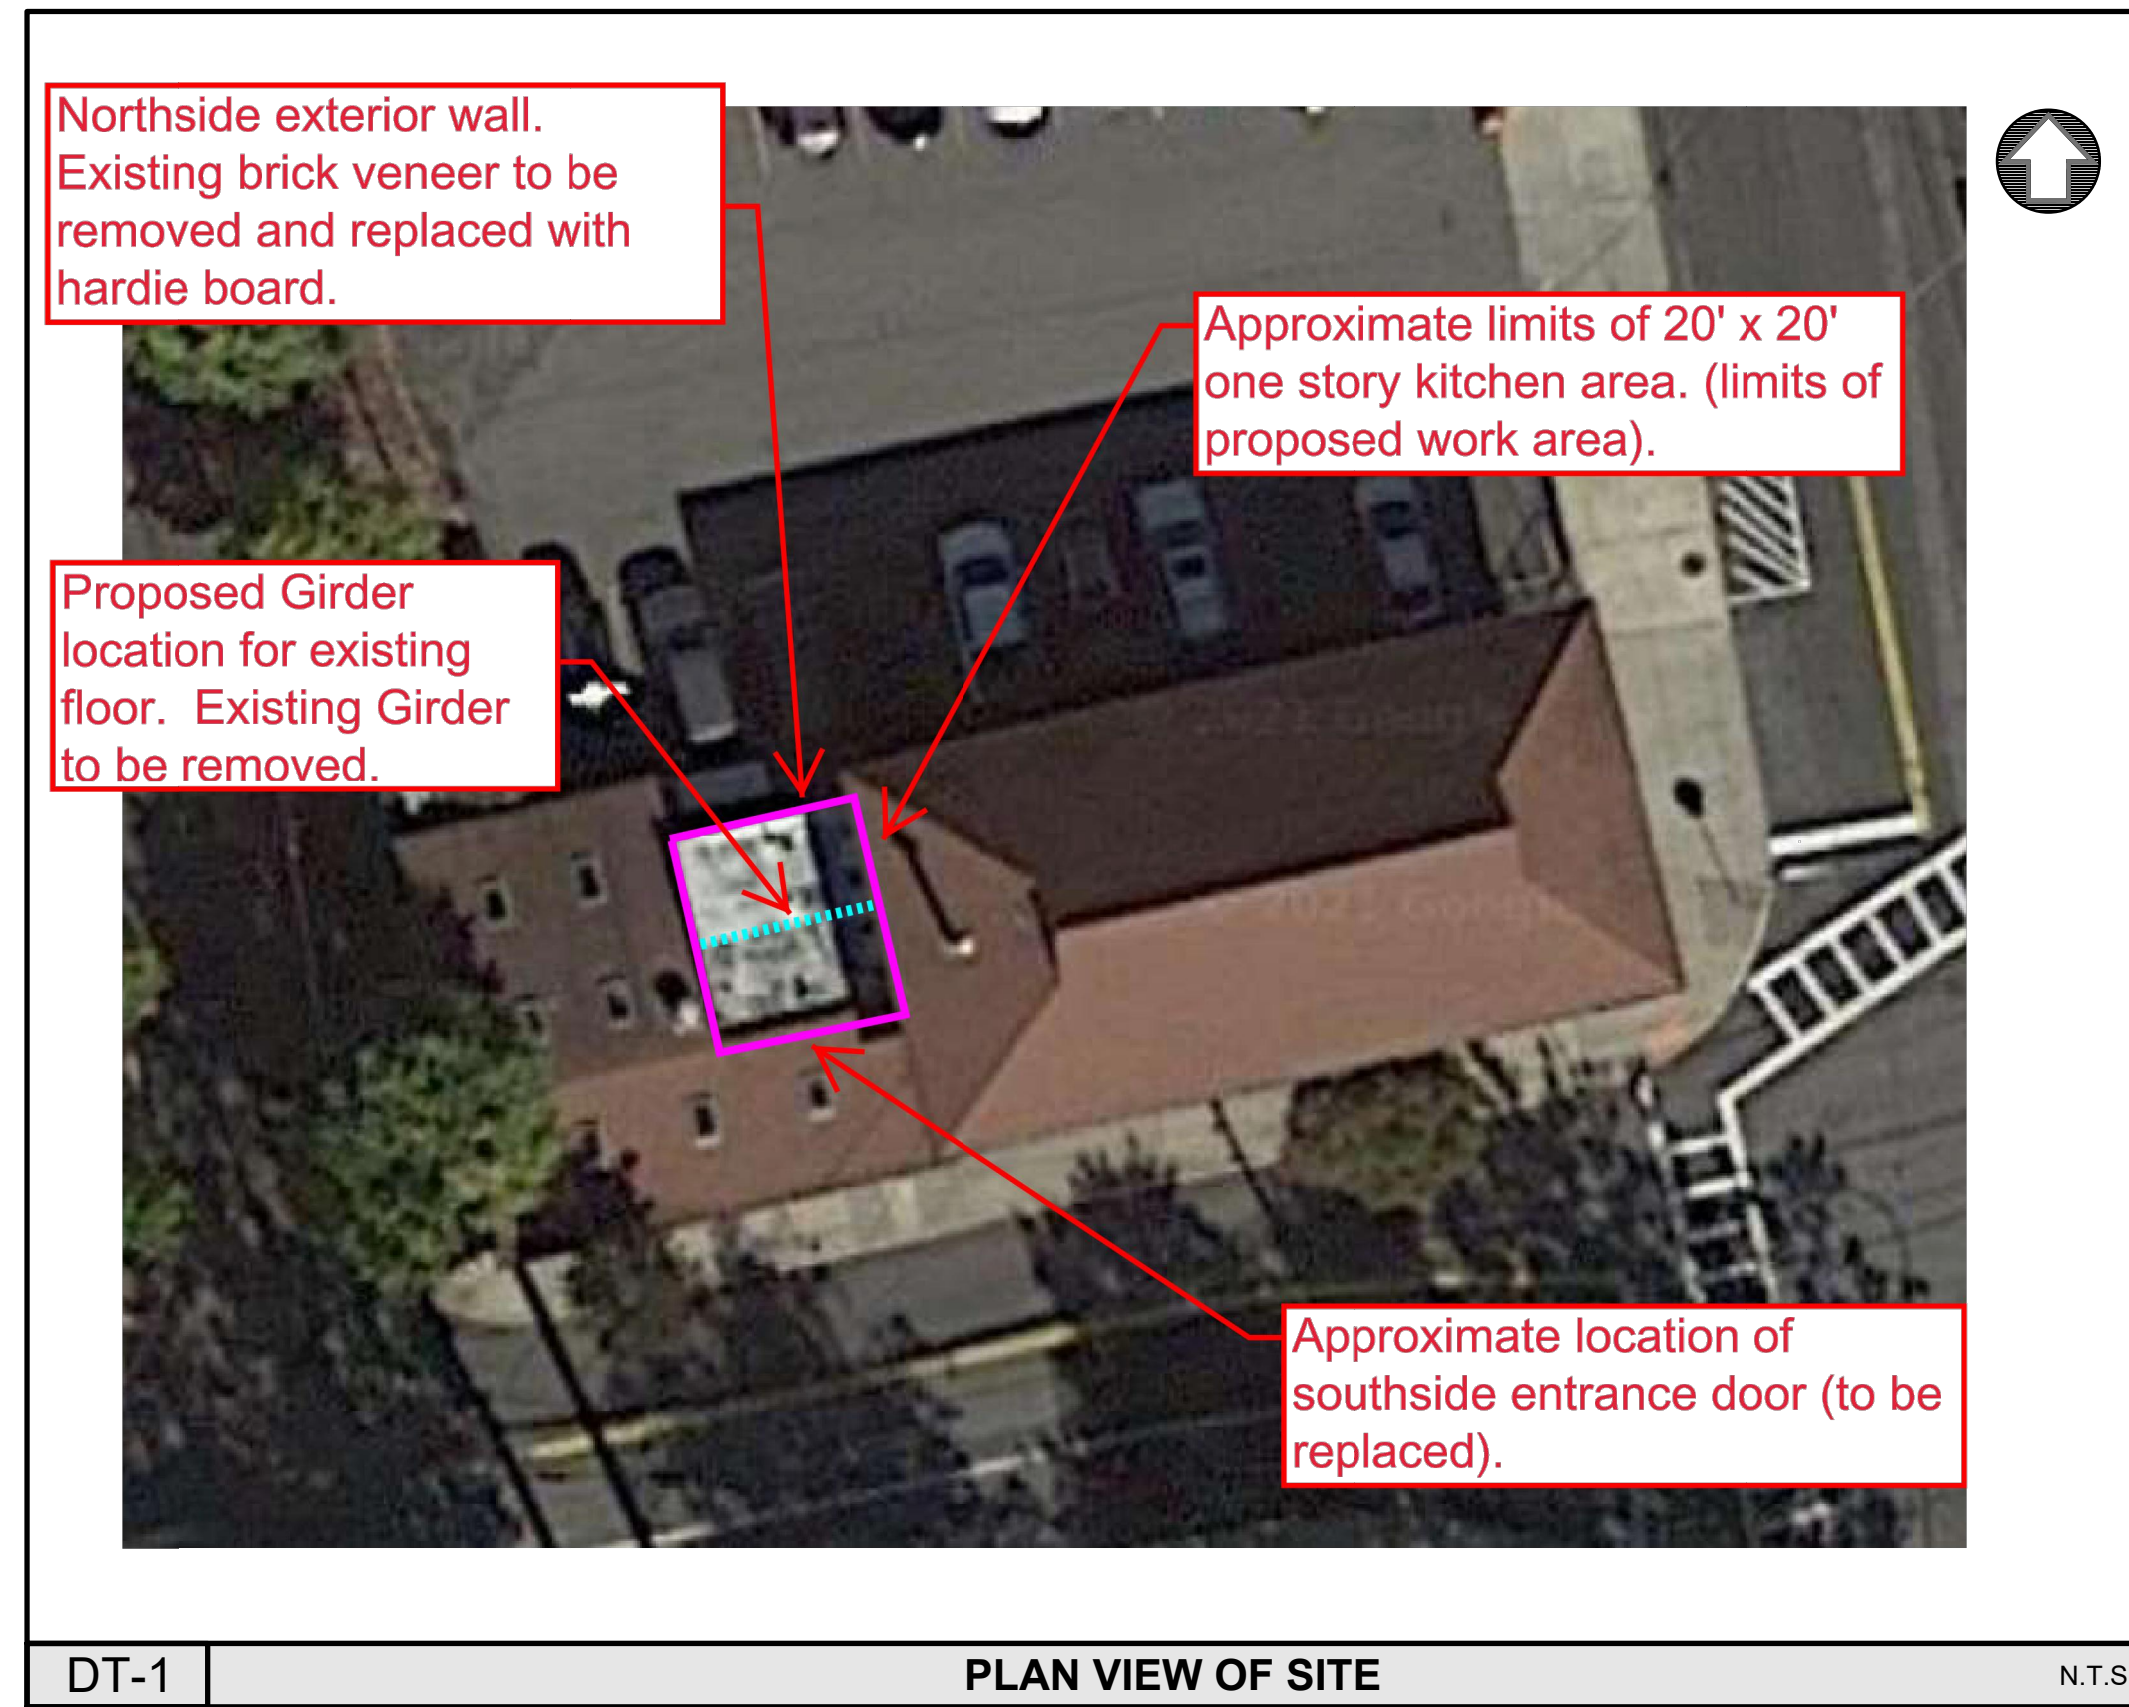 Northside exterior wall.
Existing brick veneer to be
removed and replaced with
hardie board.
Approximate limits of 20' x 20'
one story kitchen area. (limits of
proposed work area).
Proposed Girder
location for existing
floor.  Existing Girder
to be removed.
Approximate location of
southside entrance door (to be
replaced).
DT-1
PLAN VIEW OF SITE
N.T.S